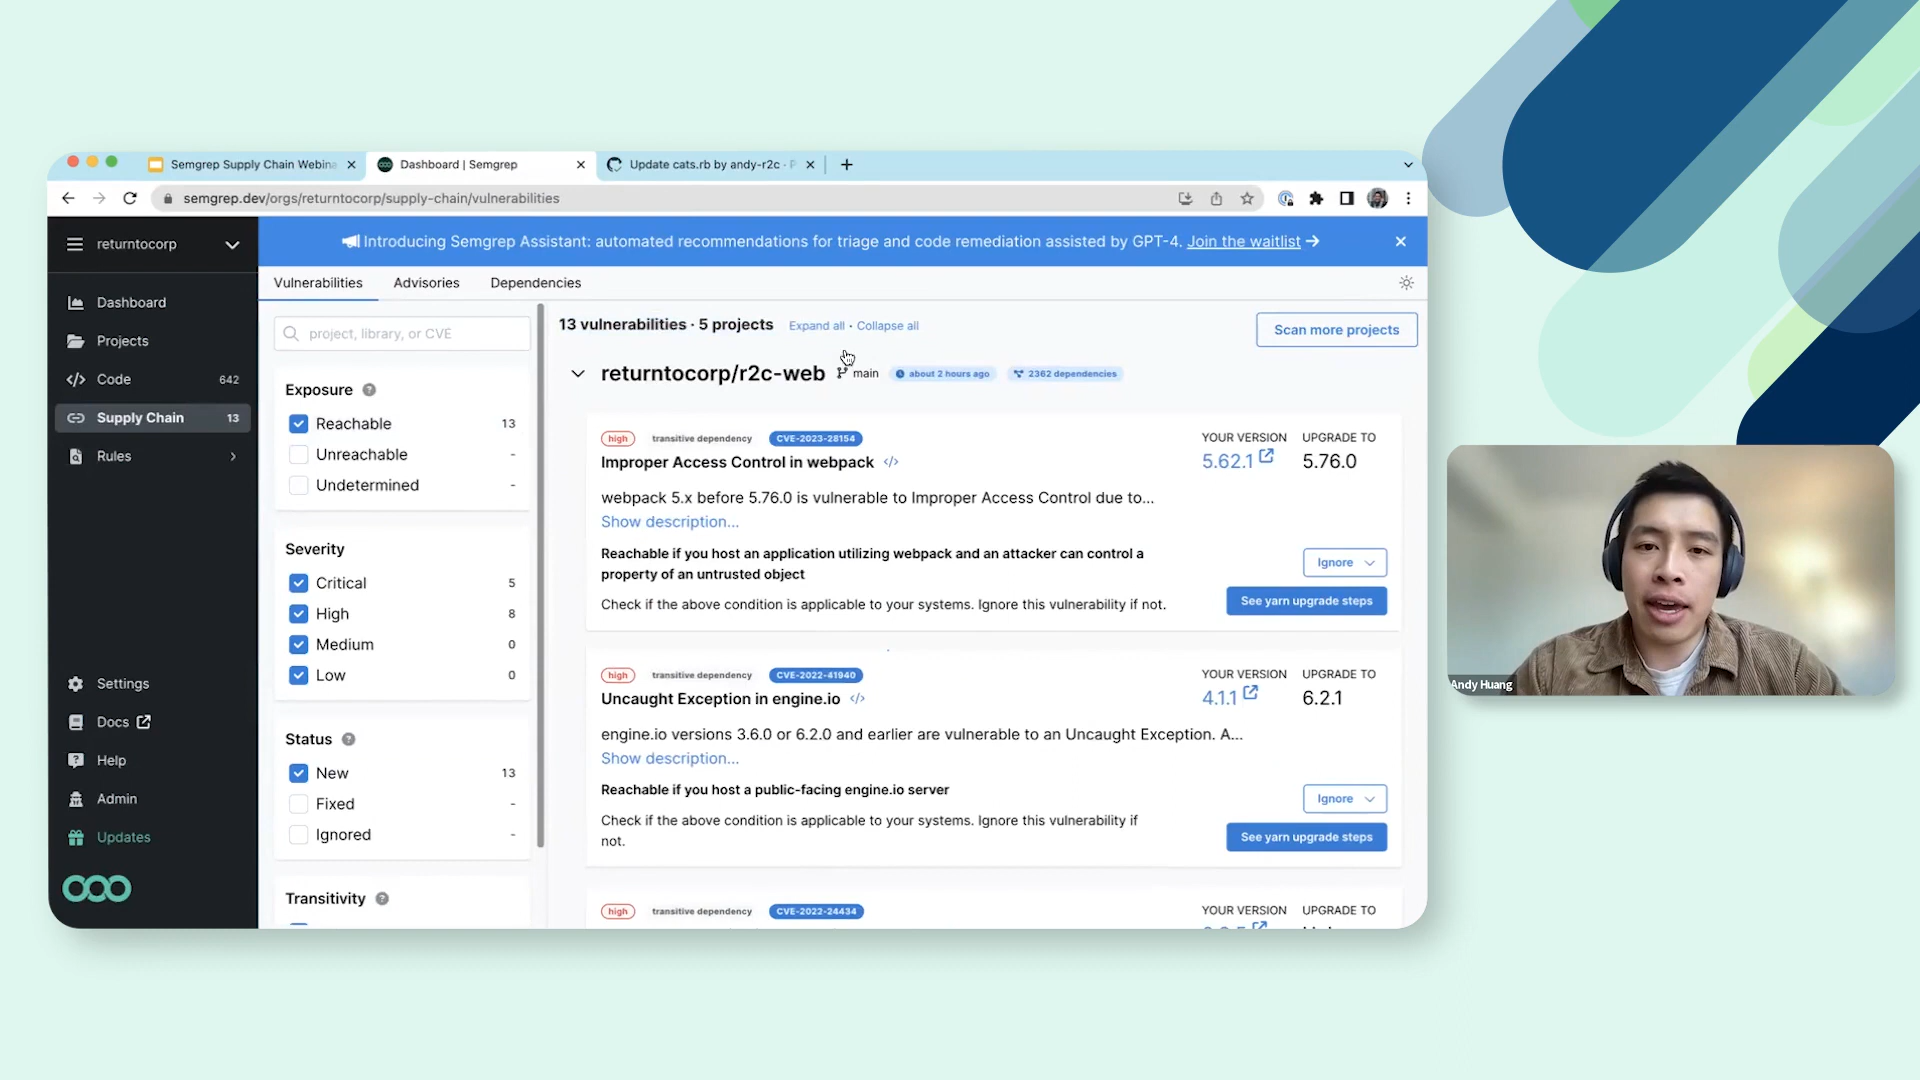 Semgrep Supply Chain Webina
Dashboard | Semgrep
Update cats.rb by andy-r2c · P
semgrep.dev/orgs/returntocorp/supply-chain/vulnerabilities
returntocorp
Introducing Semgrep Assistant: automated recommendations for triage and code remediation assisted by GPT-4. Join the waitlist →
Dashboard
Projects
Code 642
Supply Chain 13
Rules
Settings
Docs
Help
Admin
Updates
Vulnerabilities Advisories Dependencies
project, library, or CVE
Exposure ?
Reachable 13
Unreachable -
Undetermined -
Severity
Critical 5
High 8
Medium 0
Low 0
Status ?
New 13
Fixed -
Ignored -
Transitivity ?
13 vulnerabilities · 5 projects Expand all · Collapse all
Scan more projects
returntocorp/r2c-web main about 2 hours ago 2362 dependencies
high transitive dependency CVE-2023-28154
YOUR VERSION UPGRADE TO
Improper Access Control in webpack </>
5.62.1 5.76.0
webpack 5.x before 5.76.0 is vulnerable to Improper Access Control due to...
Show description...
Reachable if you host an application utilizing webpack and an attacker can control a
property of an untrusted object
Ignore
Check if the above condition is applicable to your systems. Ignore this vulnerability if not.
See yarn upgrade steps
high transitive dependency CVE-2022-41940
YOUR VERSION UPGRADE TO
Uncaught Exception in engine.io </>
4.1.1 6.2.1
engine.io versions 3.6.0 or 6.2.0 and earlier are vulnerable to an Uncaught Exception. A...
Show description...
Reachable if you host a public-facing engine.io server
Ignore
Check if the above condition is applicable to your systems. Ignore this vulnerability if
not.
See yarn upgrade steps
high transitive dependency CVE-2022-24434
YOUR VERSION UPGRADE TO
Andy Huang